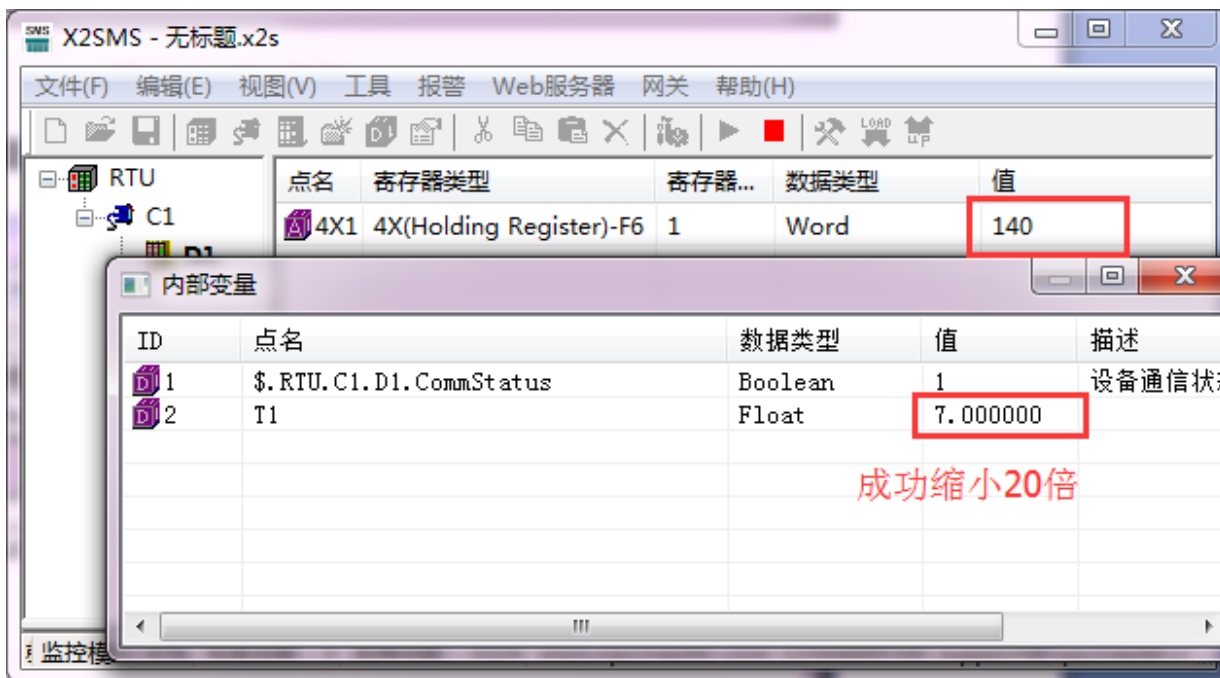 SMS X2SMS - 无标题.x2s
文件(F) 编辑(E) 视图(V) 工具 报警 Web服务器 网关 帮助(H)
LOAD UP
RTU 点名 寄存器类型 寄存器... 数据类型 值
C1 4X1 4X(Holding Register)-F6 1 Word 140
D1
内部变量
ID 点名 数据类型 值 描述
1 $.RTU.C1.D1.CommStatus Boolean 1 设备通信状
2 T1 Float 7.000000
成功缩小20倍
监控模